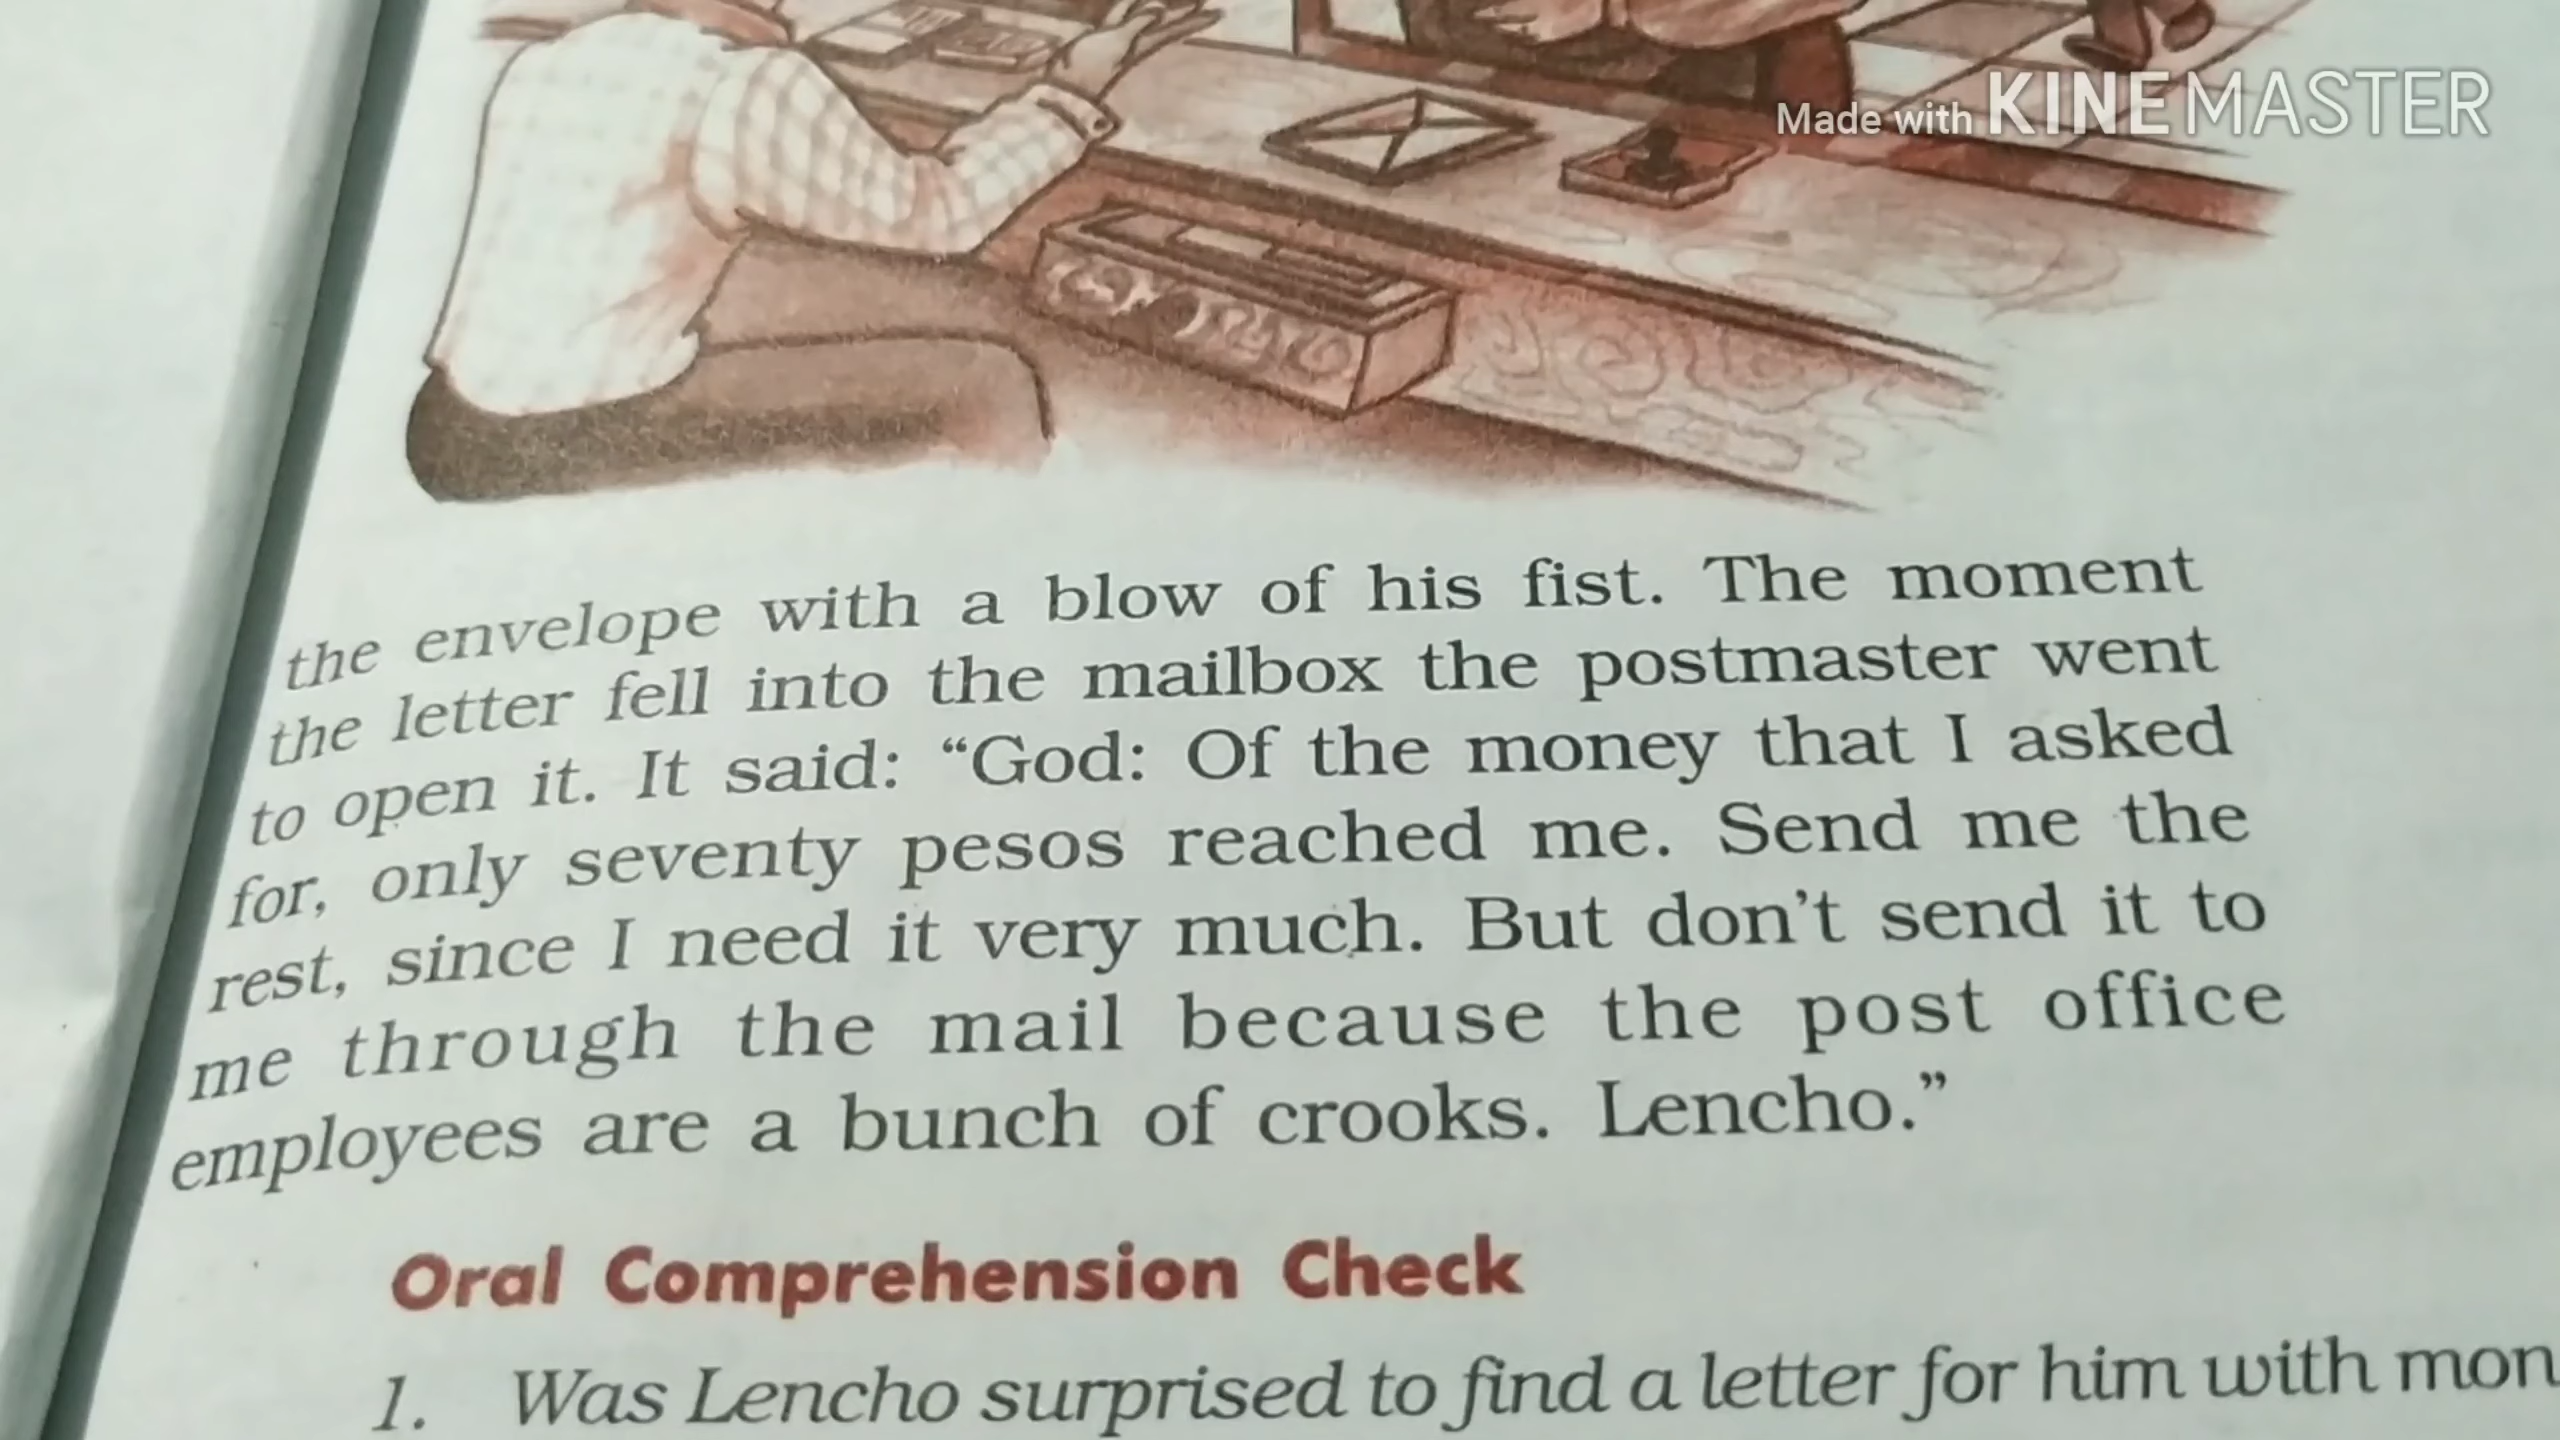 Made with KINEMASTER
the envelope with a blow of his fist. The moment
the letter fell into the mailbox the postmaster went
to open it. It said: “God: Of the money that I asked
for, only seventy pesos reached me. Send me the
rest, since I need it very much. But don’t send it to
me through the mail because the post office
employees are a bunch of crooks. Lencho.”
Oral Comprehension Check
1. Was Lencho surprised to find a letter for him with mon